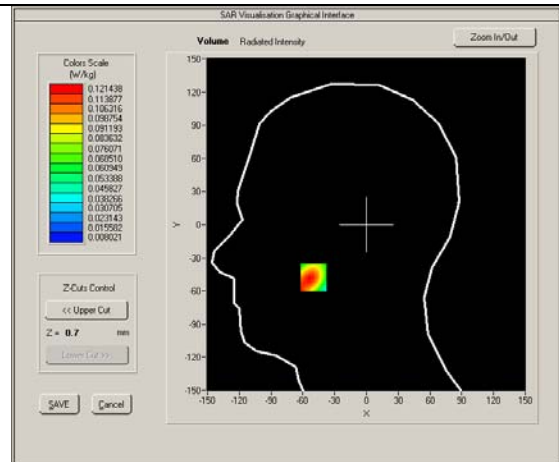 SAR Visualisation Graphical Interface
Volume Radiated Intensity
Zoom In/Out
Colors Scale
(W/kg)
0.121438
0.113877
0.106316
0.098754
0.091193
0.083632
0.076071
0.068510
0.060949
0.053388
0.045827
0.038266
0.030705
0.023143
0.015582
0.008021
Z-Cuts Control
<< Upper Cut
Z = 0.7 mm
Lower Cut >>
SAVE
Cancel
150
120
90
60
30
0
-30
-60
-90
-120
-150
Y
-150 -120 -90 -60 -30 0 30 60 90 120 150
X